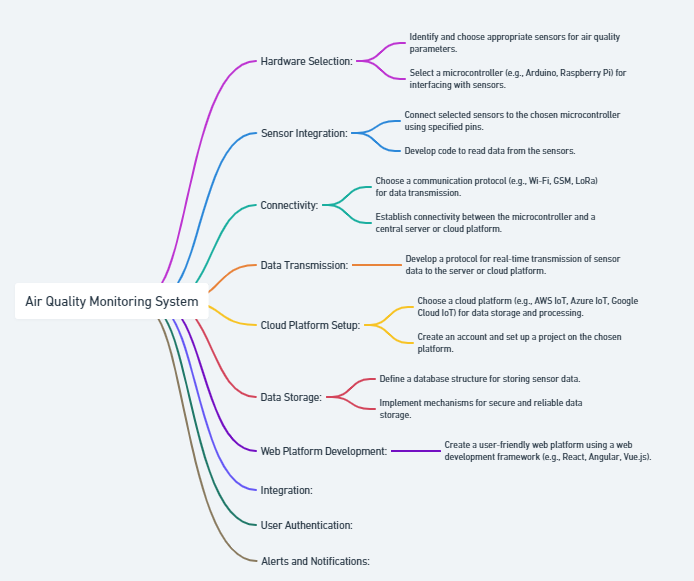 Air Quality Monitoring System
Hardware Selection:
Identify and choose appropriate sensors for air quality
parameters.
Select a microcontroller (e.g., Arduino, Raspberry Pi) for
interfacing with sensors.
Sensor Integration:
Connect selected sensors to the chosen microcontroller
using specified pins.
Develop code to read data from the sensors.
Connectivity:
Choose a communication protocol (e.g., Wi-Fi, GSM, LoRa)
for data transmission.
Establish connectivity between the microcontroller and a
central server or cloud platform.
Data Transmission:
Develop a protocol for real-time transmission of sensor
data to the server or cloud platform.
Cloud Platform Setup:
Choose a cloud platform (e.g., AWS IoT, Azure IoT, Google
Cloud IoT) for data storage and processing.
Create an account and set up a project on the chosen
platform.
Data Storage:
Define a database structure for storing sensor data.
Implement mechanisms for secure and reliable data
storage.
Web Platform Development:
Create a user-friendly web platform using a web
development framework (e.g., React, Angular, Vue.js).
Integration:
User Authentication:
Alerts and Notifications: